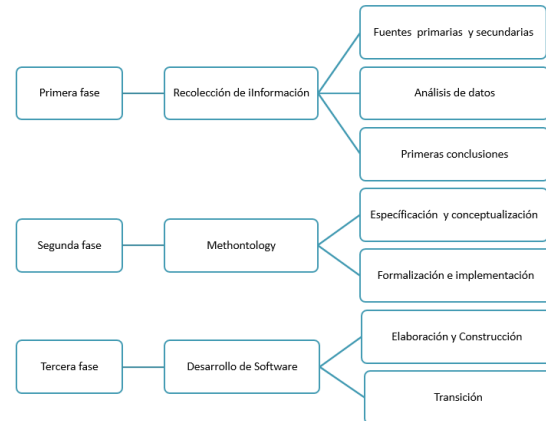 Primera fase
Recolección de iInformación
Fuentes primarias y secundarias
Análisis de datos
Primeras conclusiones
Segunda fase
Methontology
Específicación y conceptualización
Formalización e implementación
Tercera fase
Desarrollo de Software
Elaboración y Construcción
Transición